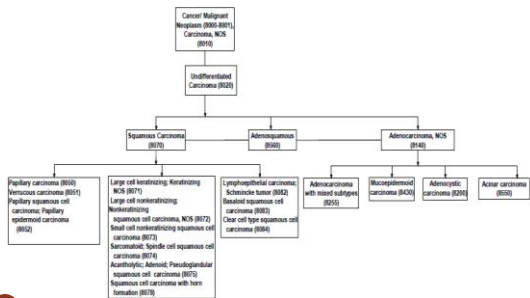 Cancer/ Malignant
Neoplasm (8000-8001),
Carcinoma, NOS
(8010)
Undifferentiated
Carcinoma (8020)
Squamous Carcinoma
(8070)
Adenosquamous
(8560)
Adenocarcinoma, NOS
(8140)
Papillary carcinoma (8050)
Verrucous carcinoma (8051)
Papillary squamous cell
carcinoma; Papillary
epidermoid carcinoma
(8052)
Large cell keratinizing; Keratinizing
NOS (8071)
Large cell nonkeratinizing;
Nonkeratinizing
squamous cell carcinoma, NOS (8072)
Small cell nonkeratinizing squamous cell
carcinoma (8073)
Sarcomatoid; Spindle cell squamous cell
carcinoma (8074)
Acantholytic; Adenoid; Pseudoglandular
squamous cell carcinoma (8075)
Squamous cell carcinoma with horn
formation (8078)
Lymphoepithelial carcinoma;
Schmincke tumor (8082)
Basaloid squamous cell
carcinoma (8083)
Clear cell type squamous cell
carcinoma (8084)
Adenocarcinoma
with mixed subtypes
(8255)
Mucoepidermoid
carcinoma (8430)
Adenocystic
carcinoma (8200)
Acinar carcinoma
(8550)